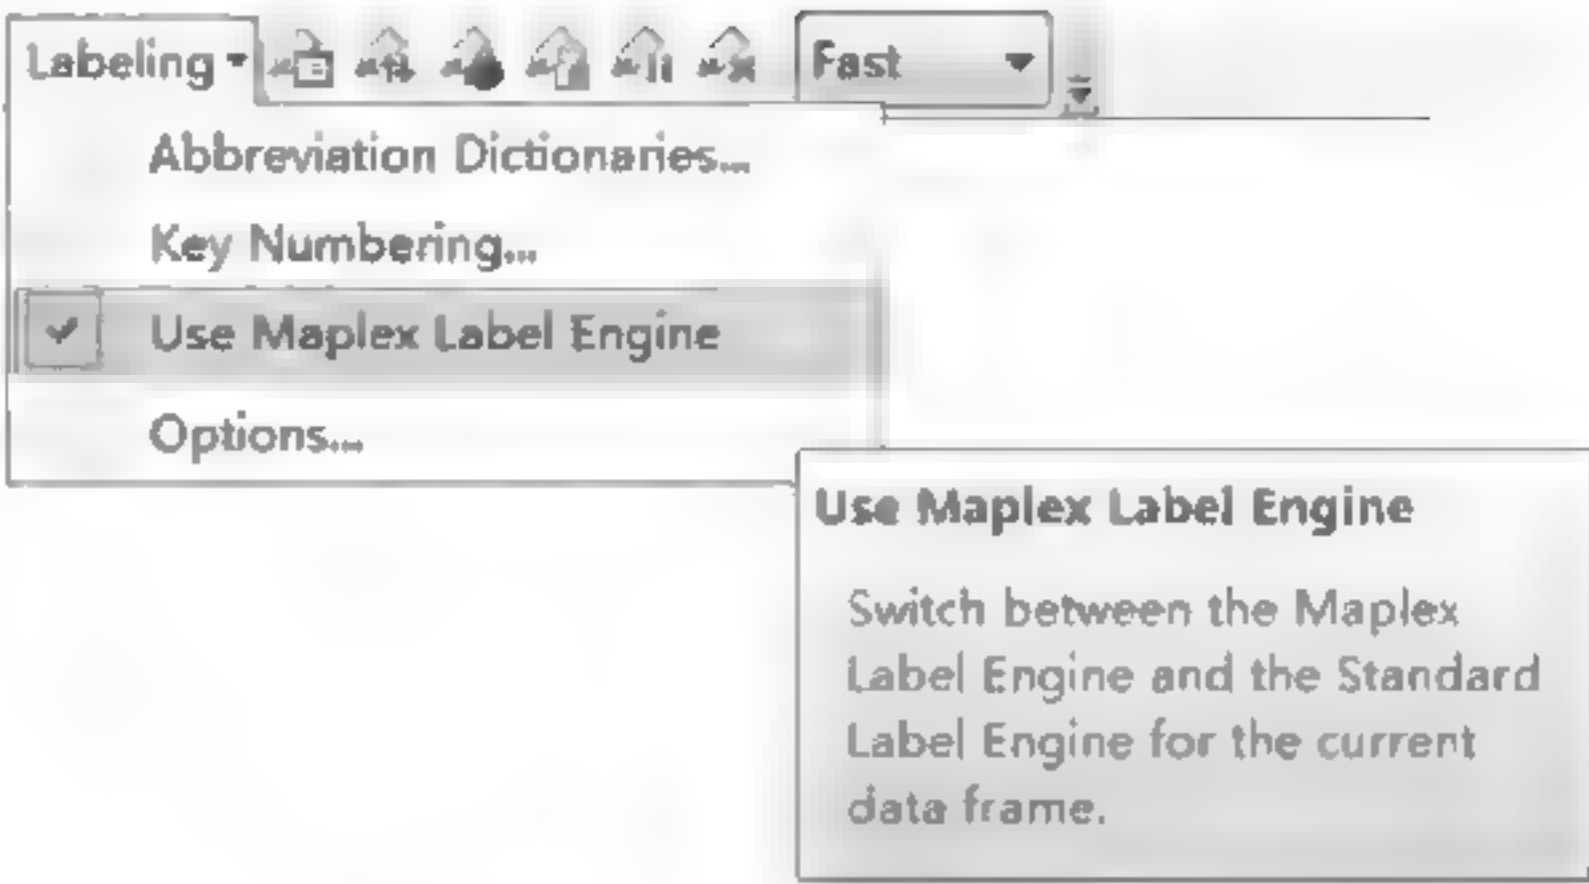 Labeling Fast
Abbreviation Dictionaries...
Key Numbering...
Use Maplex Label Engine
Options...
Use Maplex Label Engine
Switch between the Maplex
Label Engine and the Standard
Label Engine for the current
data frame.